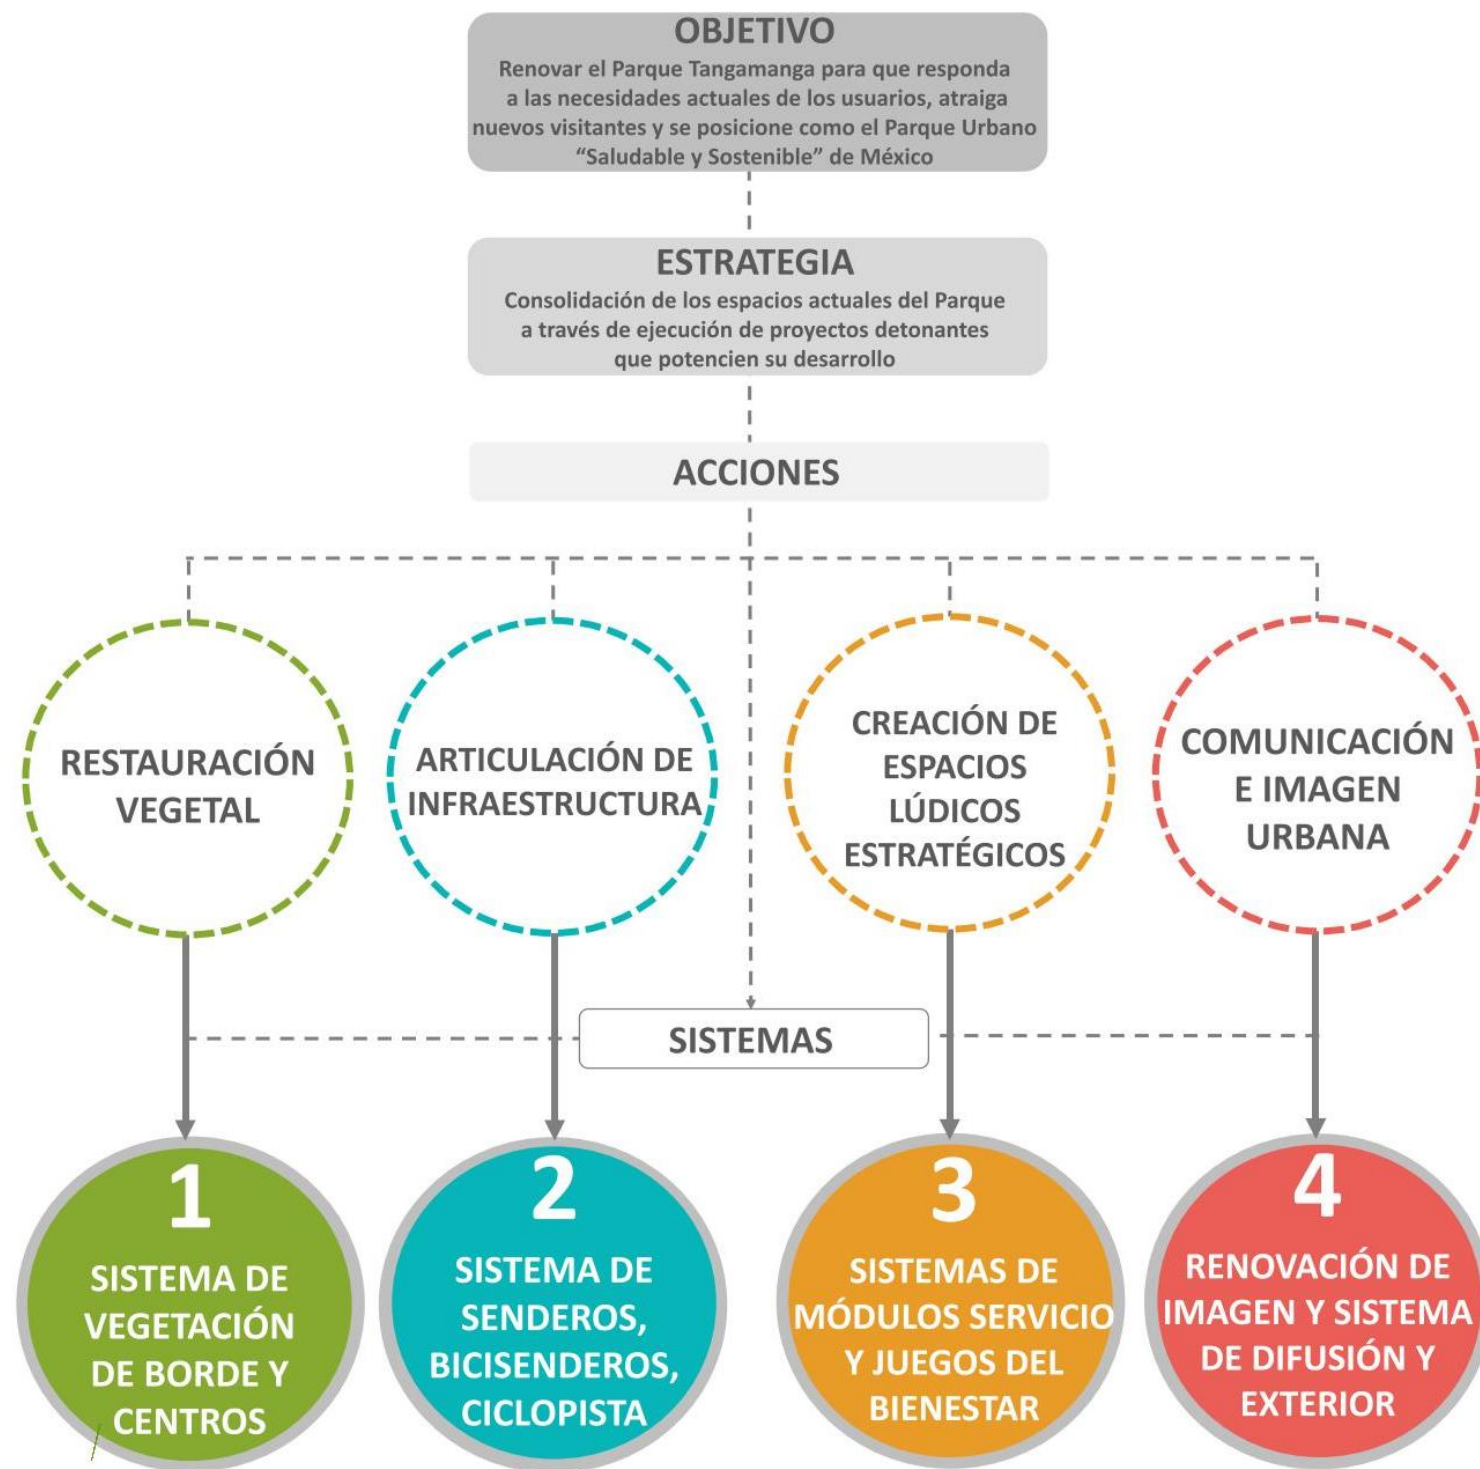 OBJETIVO
Renovar el Parque Tangamanga para que responda
a las necesidades actuales de los usuarios, atraiga
nuevos visitantes y se posicione como el Parque Urbano
“Saludable y Sostenible” de México
ESTRATEGIA
Consolidación de los espacios actuales del Parque
a través de ejecución de proyectos detonantes
que potencien su desarrollo
ACCIONES
RESTAURACIÓN
VEGETAL
ARTICULACIÓN DE
INFRAESTRUCTURA
CREACIÓN DE
ESPACIOS
LÚDICOS
ESTRATÉGICOS
COMUNICACIÓN
E IMAGEN
URBANA
SISTEMAS
1
SISTEMA DE
VEGETACIÓN
DE BORDE Y
CENTROS
2
SISTEMA DE
SENDEROS,
BICISENDEROS,
CICLOPISTA
3
SISTEMAS DE
MÓDULOS SERVICIO
Y JUEGOS DEL
BIENESTAR
4
RENOVACIÓN DE
IMAGEN Y SISTEMA
DE DIFUSIÓN Y
EXTERIOR